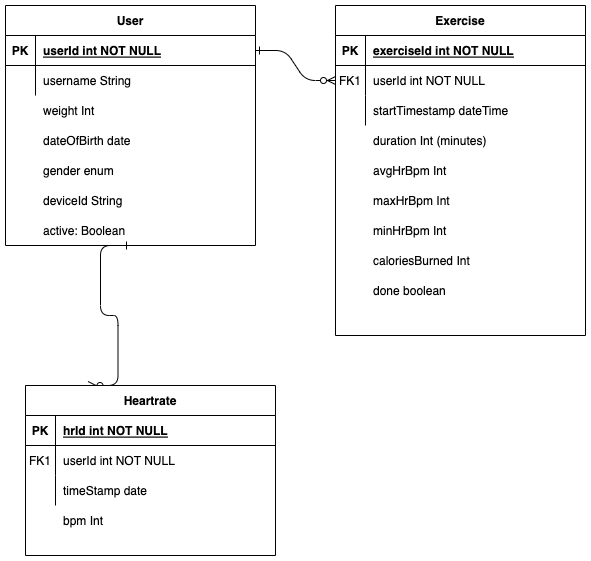 User
PK userId int NOT NULL
username String
weight Int
dateOfBirth date
gender enum
deviceId String
active: Boolean
Exercise
PK exerciseId int NOT NULL
FK1 userId int NOT NULL
startTimestamp dateTime
duration Int (minutes)
avgHrBpm Int
maxHrBpm Int
minHrBpm Int
caloriesBurned Int
done boolean
Heartrate
PK hrId int NOT NULL
FK1 userId int NOT NULL
timeStamp date
bpm Int